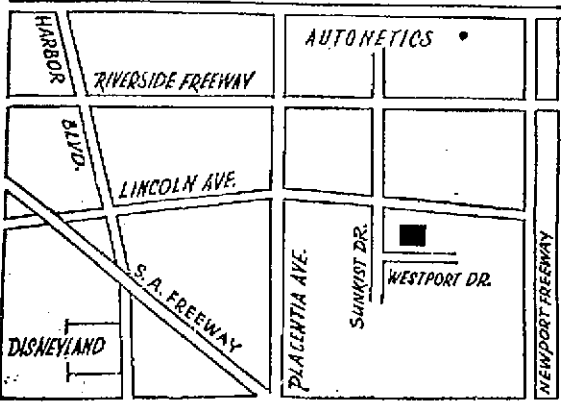 HARBOR
BLVD.
AUTONETICS
RIVERSIDE FREEWAY
LINCOLN AVE.
S.A. FREEWAY
DISNEYLAND
PLACENTIA AVE.
SUNKIST DR.
WESTPORT DR.
NEWPORT FREEWAY